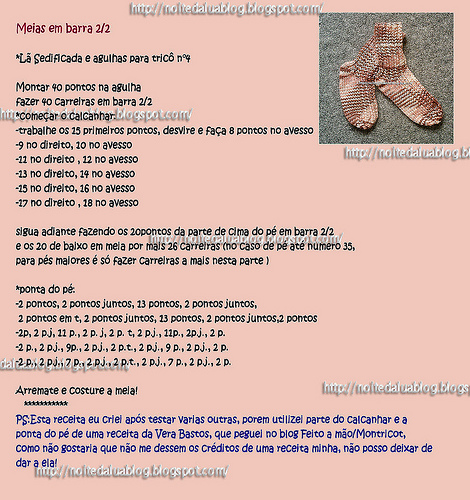 http://noitedaluablog.blogspot.com/
Meias em barra 2/2
*Lã Sedificada e agulhas para tricô nº4
Montar 40 pontos na agulha
fazer 40 carreiras em barra 2/2
*começar o calcanhar:
-trabalhe os 15 primeiros pontos, desvire e faça 8 pontos no avesso
-9 no direito, 10 no avesso
http://noitedaluablog.b
-11 no direito , 12 no avesso
-13 no direito, 14 no avesso
-15 no direito, 16 no avesso
-17 no direito , 18 no avesso
sigua adiante fazendo os 20pontos da parte de cima do pé em barra 2/2
http://noitedaluablog.blogspot.com/
e os 20 de baixo em meia por mais 26 carreiras (no caso de pé até número 35,
para pés maiores é só fazer carreiras a mais nesta parte )
*ponta do pé:
-2 pontos, 2 pontos juntos, 13 pontos, 2 pontos juntos,
2 pontos em t, 2 pontos juntos, 13 pontos, 2 pontos juntos,2 pontos
-2p, 2 p.j, 11 p., 2 p. j, 2 p. t, 2 p.j., 11p., 2p.j., 2 p.
-2 p., 2 p.j., 9p., 2 p.j., 2 p.t., 2 p.j., 9 p., 2 p.j., 2 p.
-2 p., 2 p.j., 7 p., 2 p.j., 2 p.t., 2 p.j., 7 p., 2 p.j., 2 p.
Arremate e costure a meia!
http://noitedaluablog.blogs
***********
PS:Esta receita eu criei após testar varias outras, porem utilizei parte do calcanhar e a
ponta do pé de uma receita da Vera Bastos, que peguei no blog Feito a mão/Montricot,
como não gostaria que não me dessem os créditos de uma receita minha, não posso deixar de
dar a ela!
http://noitedaluablog.blogspot.com/